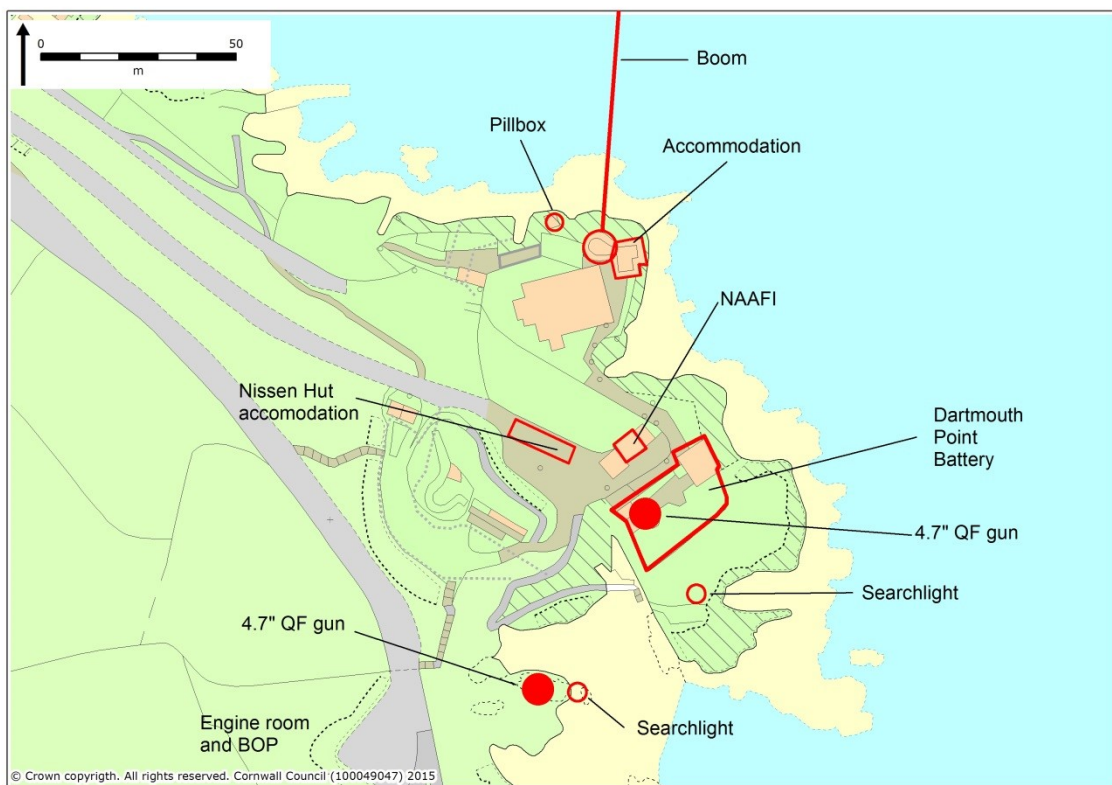 0 50
m
Boom
Pillbox
Accommodation
NAAFI
Nissen Hut
accomodation
Dartmouth
Point
Battery
4.7" QF gun
Searchlight
4.7" QF gun
Searchlight
Engine room
and BOP
© Crown copyrigth. All rights reserved. Cornwall Council (100049047) 2015